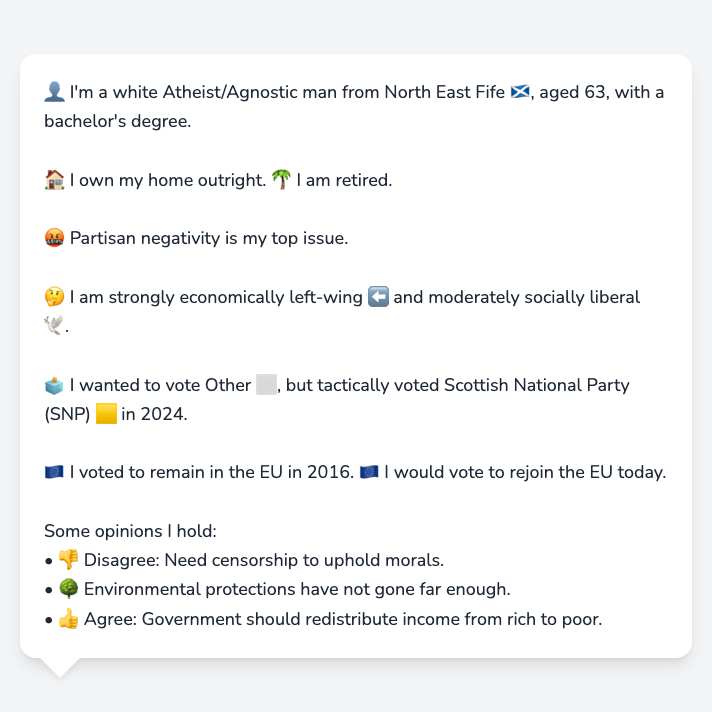 👤 I'm a white Atheist/Agnostic man from North East Fife 🏴󠁧󠁢󠁳󠁣󠁴󠁿, aged 63, with a
bachelor's degree.
🏠 I own my home outright. 🌴 I am retired.
🤬 Partisan negativity is my top issue.
🤔 I am strongly economically left-wing ⬅️ and moderately socially liberal
🕊️.
🗳️ I wanted to vote Other ⬜, but tactically voted Scottish National Party
(SNP) 🟨 in 2024.
🇪🇺 I voted to remain in the EU in 2016. 🇪🇺 I would vote to rejoin the EU today.
Some opinions I hold:
• 👎 Disagree: Need censorship to uphold morals.
• 🌳 Environmental protections have not gone far enough.
• 👍 Agree: Government should redistribute income from rich to poor.